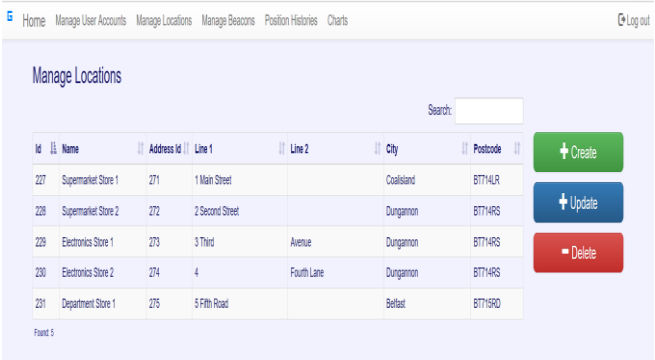 G Home Manage User Accounts Manage Locations Manage Beacons Position Histories Charts Log out
Manage Locations
Search:
Id Name Address Id Line 1 Line 2 City Postcode
227 Supermarket Store 1 271 1 Main Street Coalisland BT714LR
228 Supermarket Store 2 272 2 Second Street Dungannon BT714RS
229 Electronics Store 1 273 3 Third Avenue Dungannon BT714RS
230 Electronics Store 2 274 4 Fourth Lane Dungannon BT714RS
231 Department Store 1 275 5 Fifth Road Belfast BT715RD
Found: 5
Create
Update
Delete